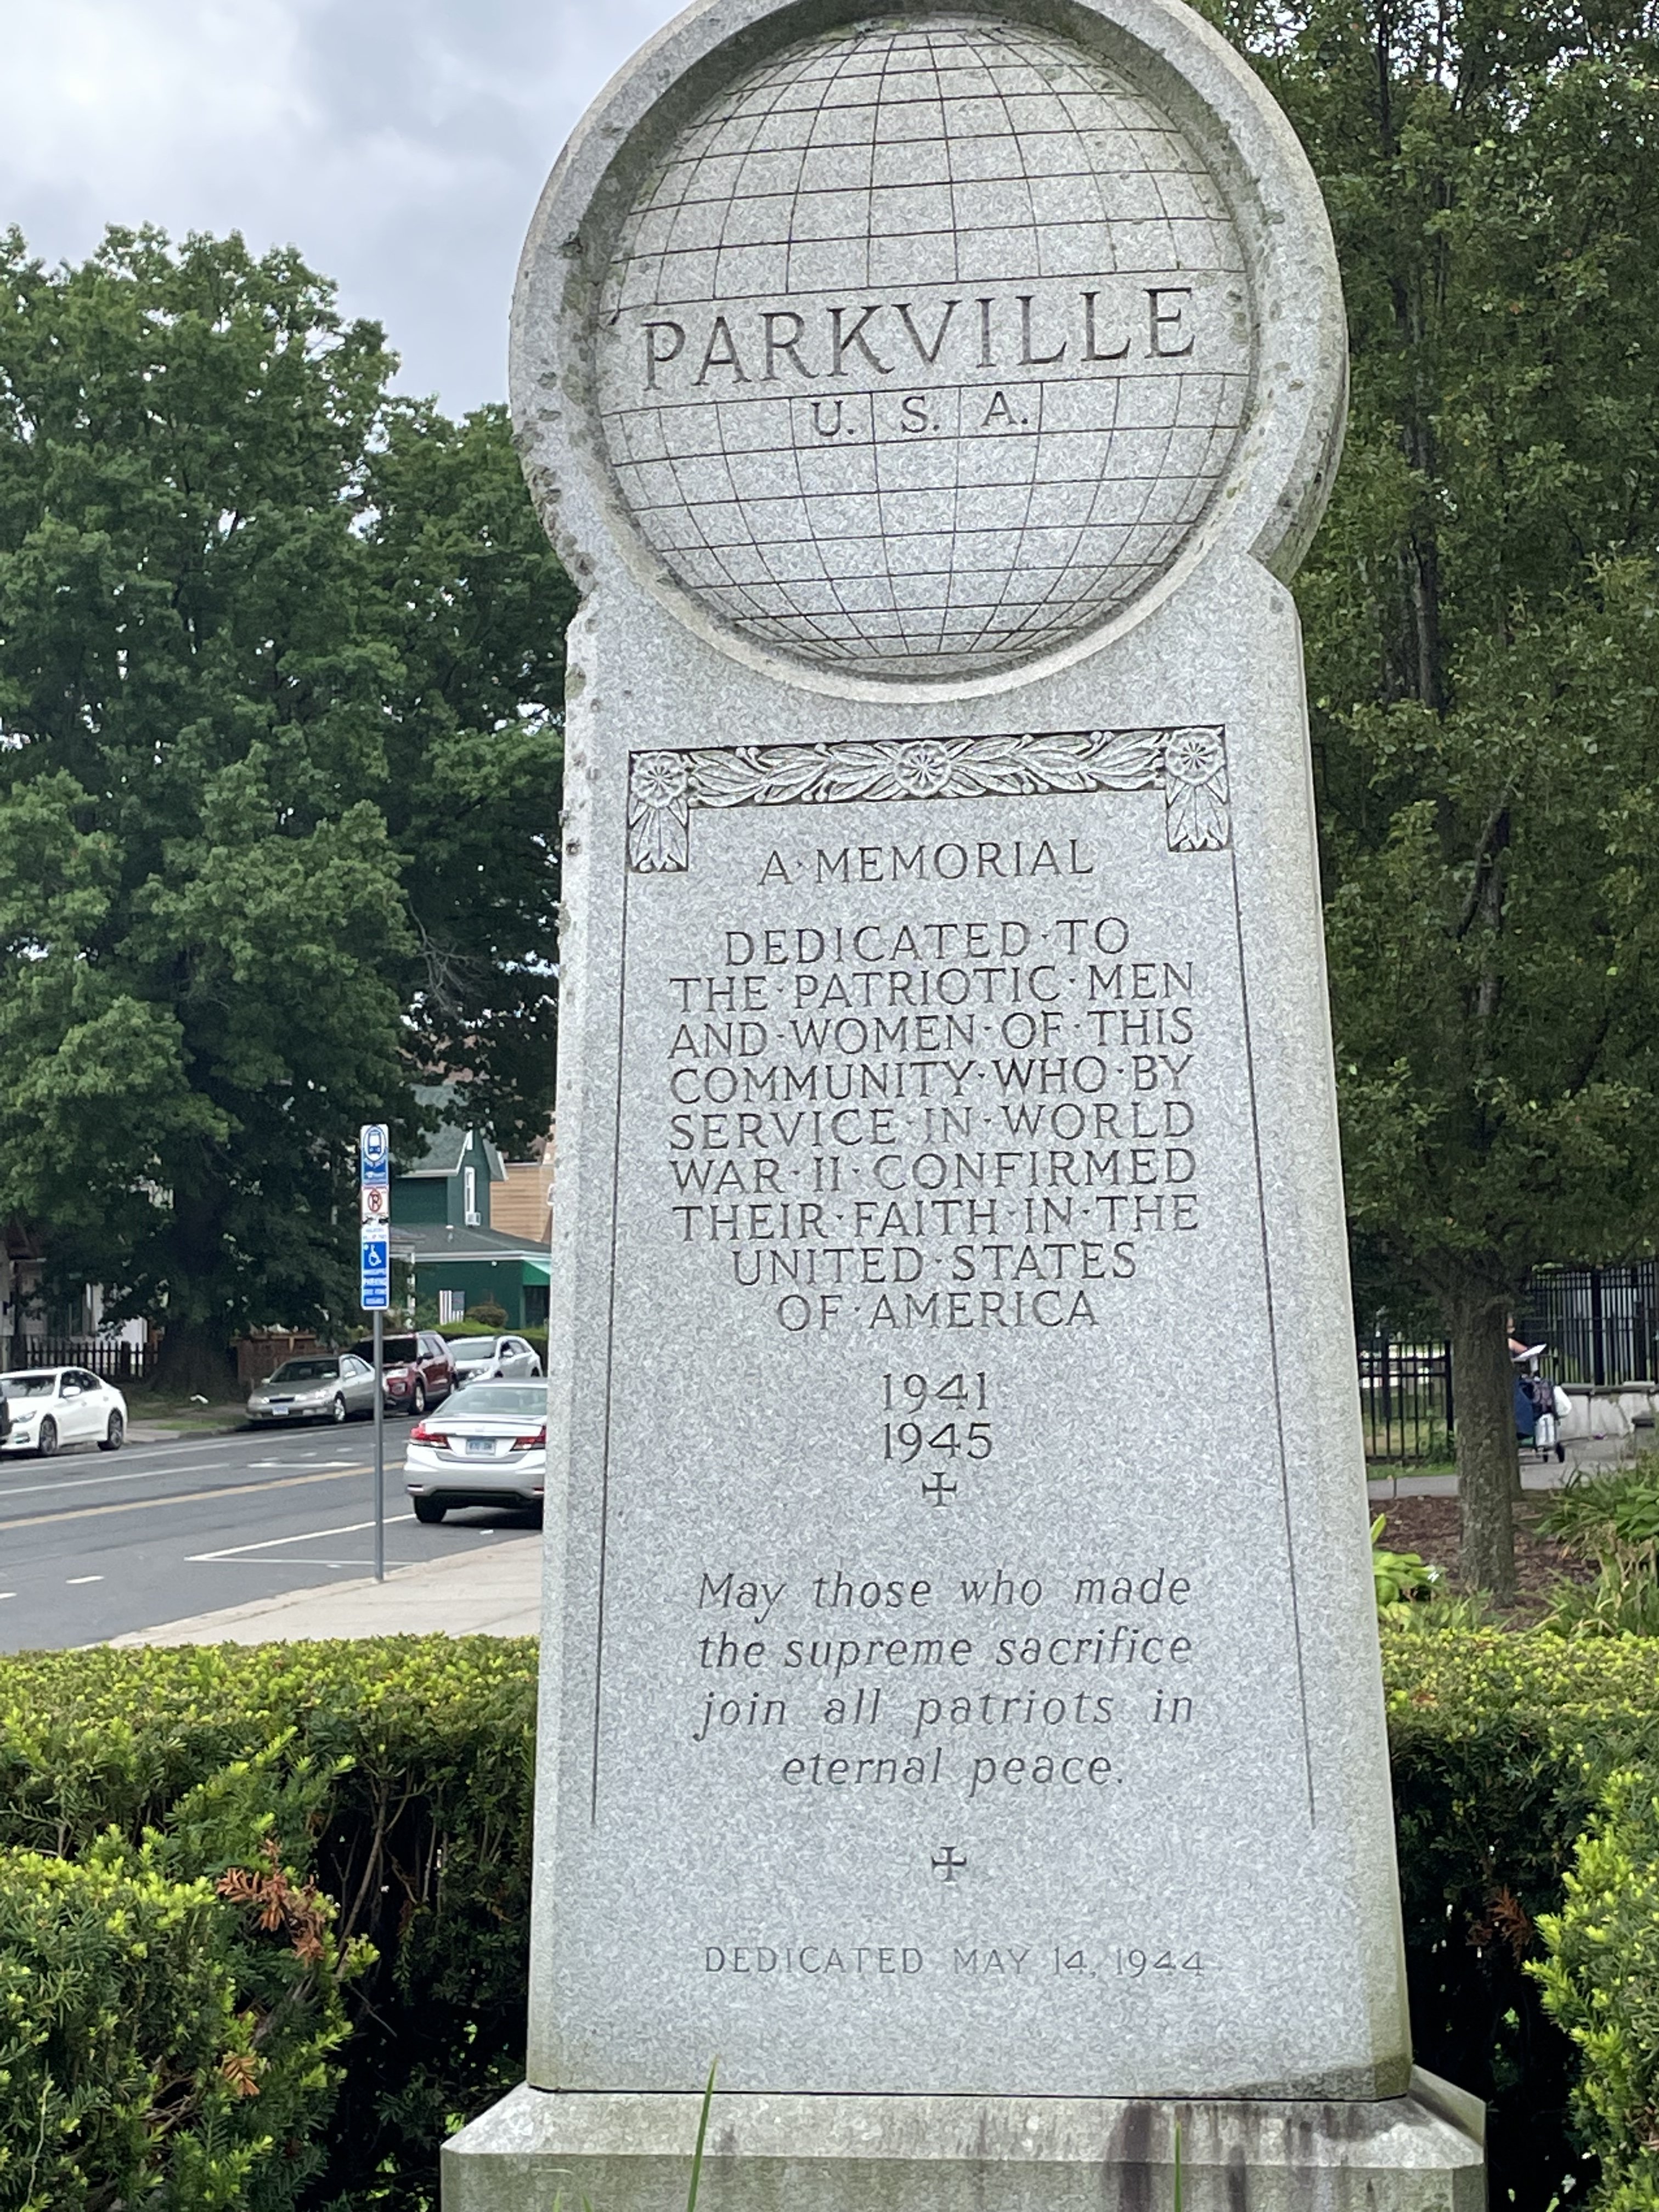 PARKVILLE
U. S. A.
A·MEMORIAL
DEDICATED·TO
THE·PATRIOTIC·MEN
AND·WOMEN·OF·THIS
COMMUNITY·WHO·BY
SERVICE·IN·WORLD
WAR·II·CONFIRMED
THEIR·FAITH·IN·THE
UNITED·STATES
OF·AMERICA
1941
1945
May those who made
the supreme sacrifice
join all patriots in
eternal peace.
DEDICATED MAY 14, 1944